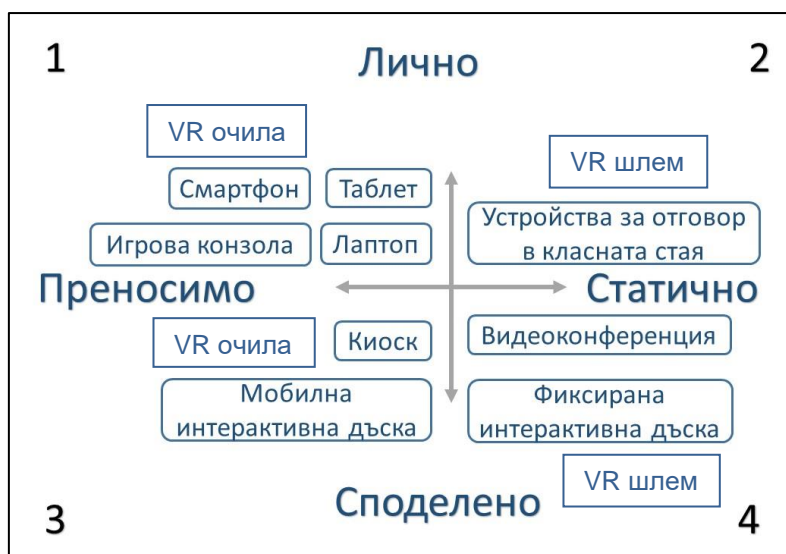 1
Лично
2
VR очила
VR шлем
Смартфон
Таблет
Устройства за отговор
в класната стая
Игрова конзола
Лаптоп
Преносимо
Статично
VR очила
Киоск
Видеоконференция
Мобилна
интерактивна дъска
Фиксирана
интерактивна дъска
VR шлем
3
Споделено
4